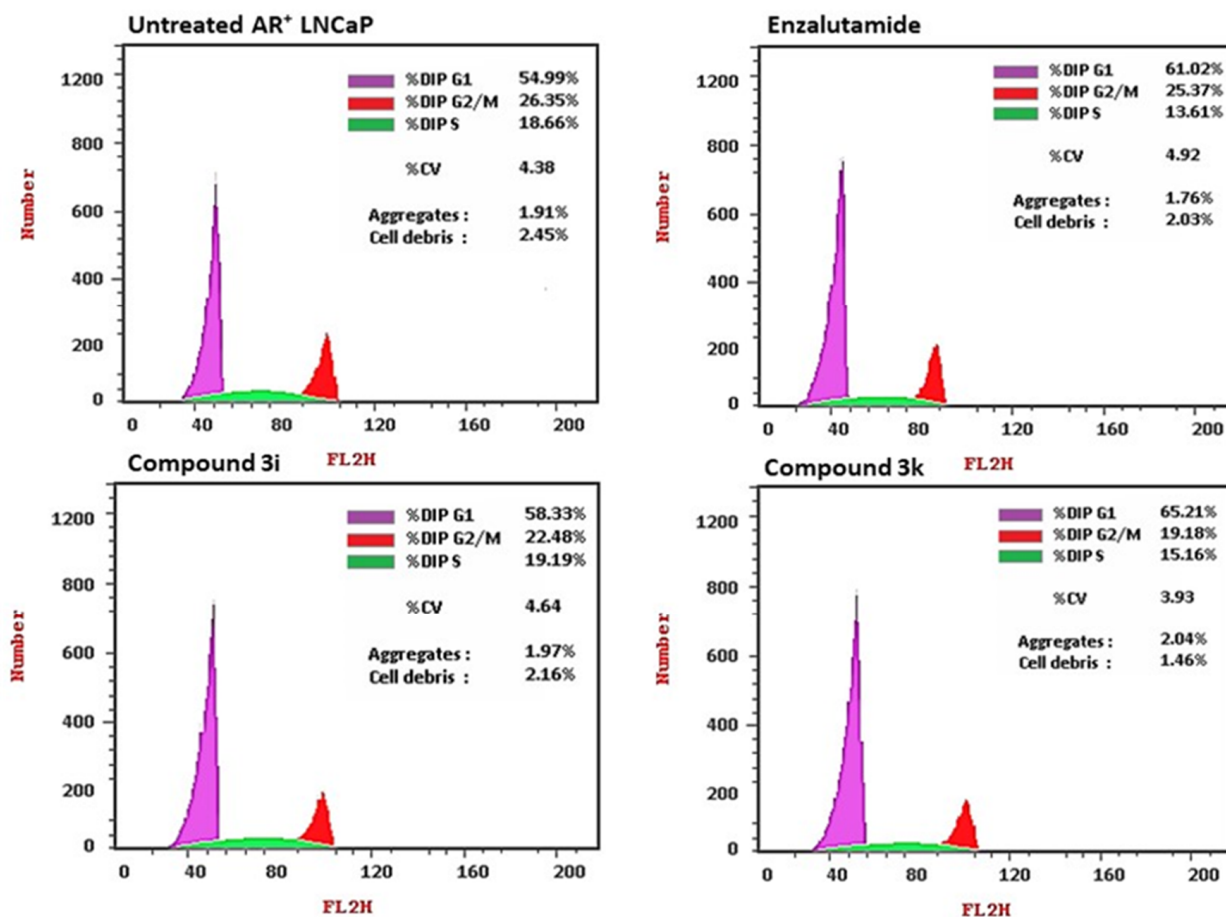 Untreated AR⁺ LNCaP
1200
800
600
400
200
0
Number
%DIP G1 54.99%
%DIP G2/M 26.35%
%DIP S 18.66%
%CV 4.38
Aggregates : 1.91%
Cell debris : 2.45%
0 40 80 120 160 200
FL2H
Enzalutamide
1200
800
600
400
200
0
Number
%DIP G1 61.02%
%DIP G2/M 25.37%
%DIP S 13.61%
%CV 4.92
Aggregates : 1.76%
Cell debris : 2.03%
0 40 80 120 160 200
FL2H
Compound 3i
1200
800
600
400
200
0
Number
%DIP G1 58.33%
%DIP G2/M 22.48%
%DIP S 19.19%
%CV 4.64
Aggregates : 1.97%
Cell debris : 2.16%
0 40 80 120 160 200
FL2H
Compound 3k
1200
800
600
400
200
0
Number
%DIP G1 65.21%
%DIP G2/M 19.18%
%DIP S 15.16%
%CV 3.93
Aggregates : 2.04%
Cell debris : 1.46%
0 40 80 120 160 200
FL2H